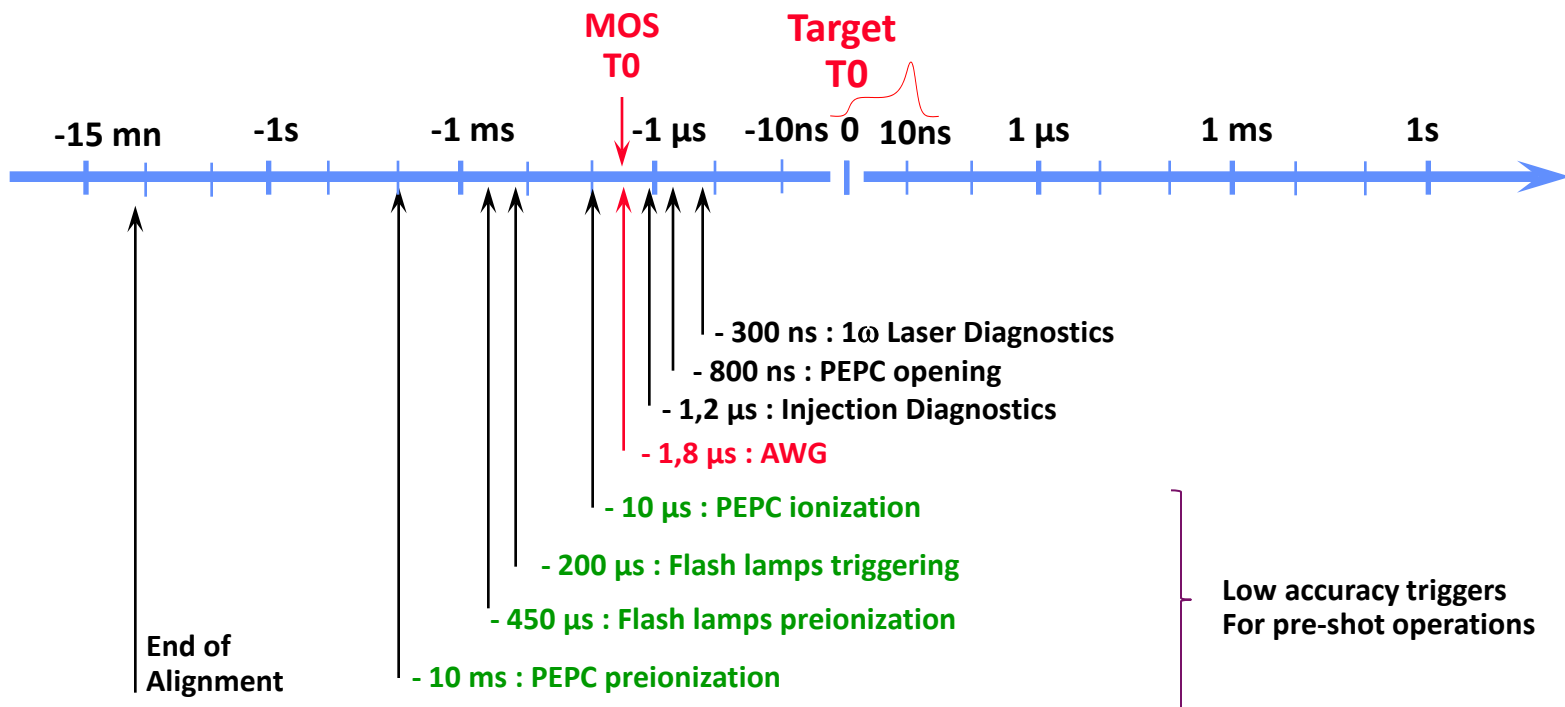 MOS
T0
Target
T0
-15 mn
-1s
-1 ms
-1 µs
-10ns
0
10ns
1 µs
1 ms
1s
- 300 ns : 1ω Laser Diagnostics
- 800 ns : PEPC opening
- 1,2 µs : Injection Diagnostics
- 1,8 µs : AWG
- 10 µs : PEPC ionization
- 200 µs : Flash lamps triggering
- 450 µs : Flash lamps preionization
- 10 ms : PEPC preionization
End of
Alignment
Low accuracy triggers
For pre-shot operations